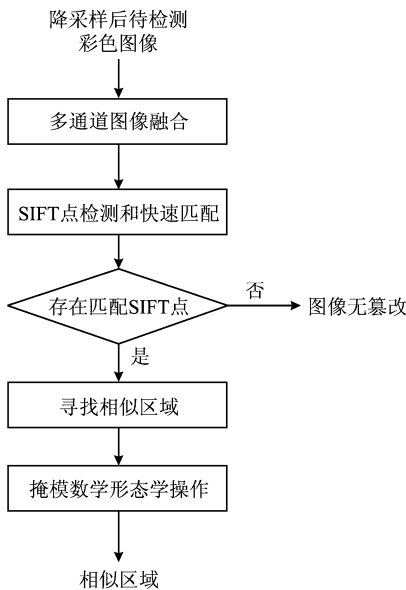 降采样后待检测
彩色图像
多通道图像融合
SIFT点检测和快速匹配
存在匹配SIFT点
否
图像无篡改
是
寻找相似区域
掩模数学形态学操作
相似区域